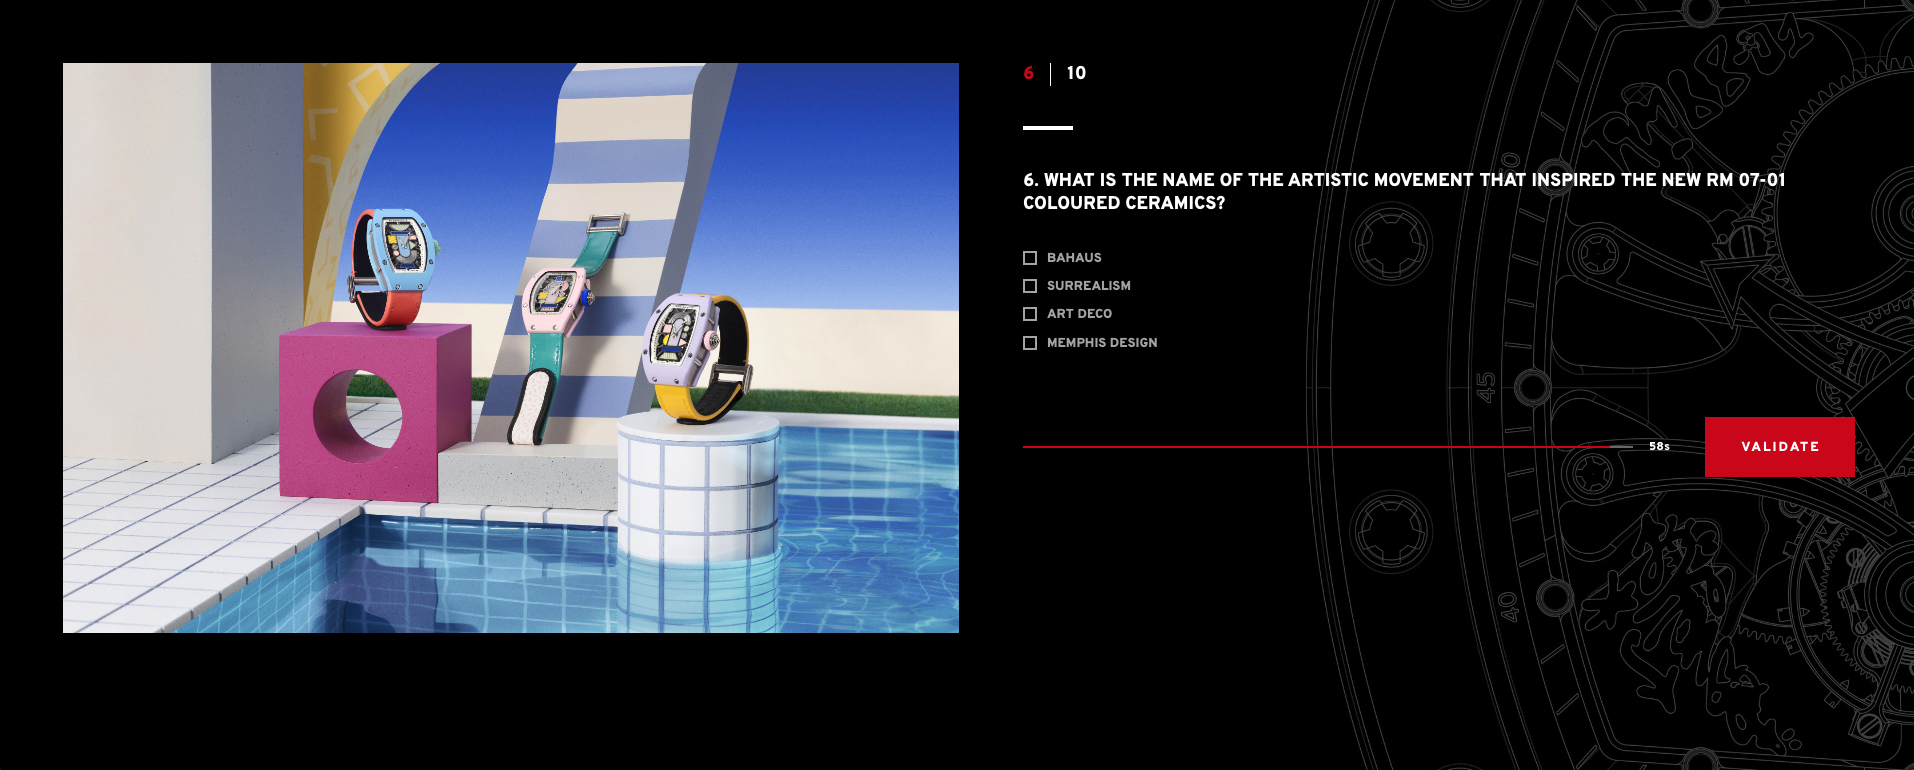 6 | 10
6. WHAT IS THE NAME OF THE ARTISTIC MOVEMENT THAT INSPIRED THE NEW RM 07-01
COLOURED CERAMICS?
BAHAUS
SURREALISM
ART DECO
MEMPHIS DESIGN
58s
VALIDATE
50
45
40